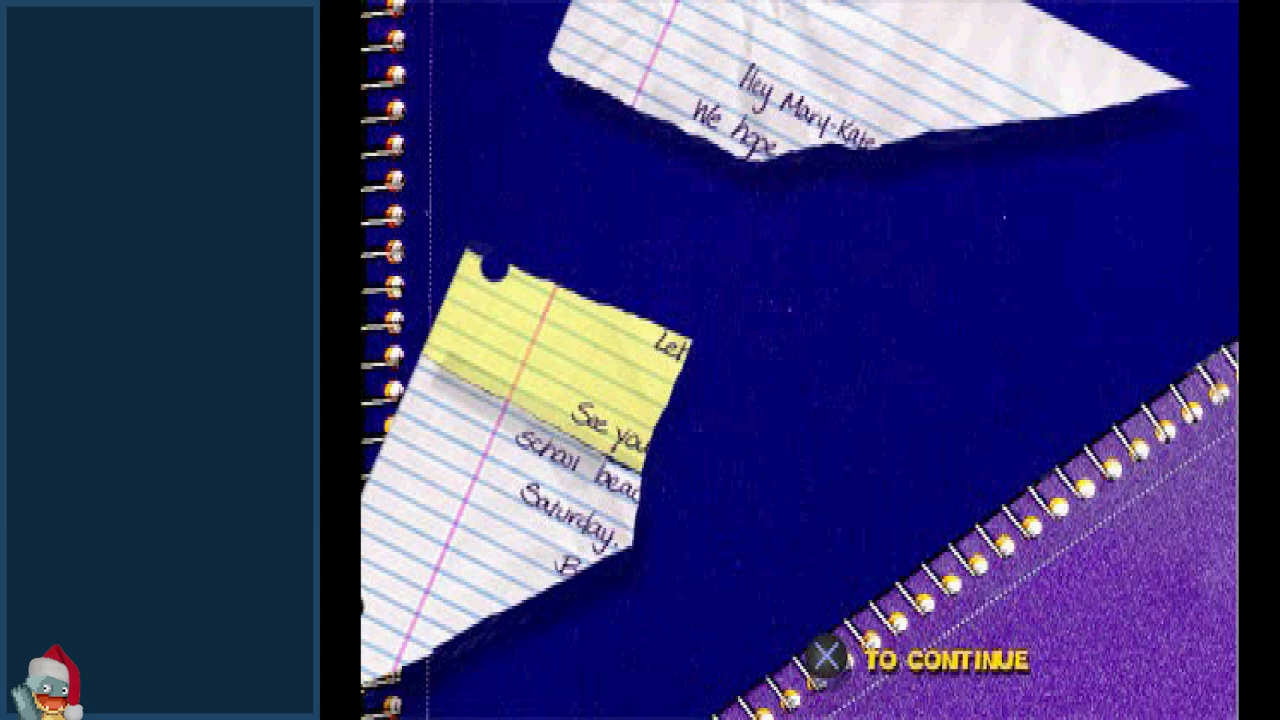 Hey Mary-Kate
We hope
Let
See you
school beac
Saturday.
B
TO CONTINUE